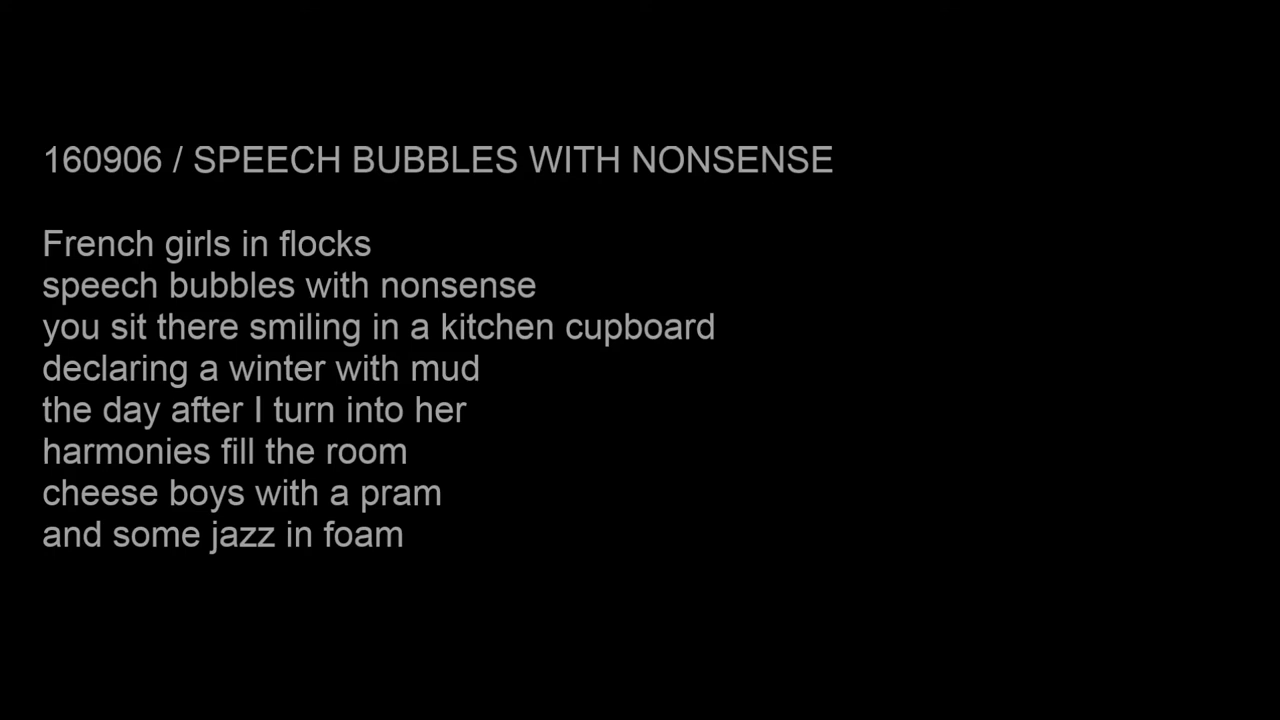 160906 / SPEECH BUBBLES WITH NONSENSE
French girls in flocks
speech bubbles with nonsense
you sit there smiling in a kitchen cupboard
declaring a winter with mud
the day after I turn into her
harmonies fill the room
cheese boys with a pram
and some jazz in foam